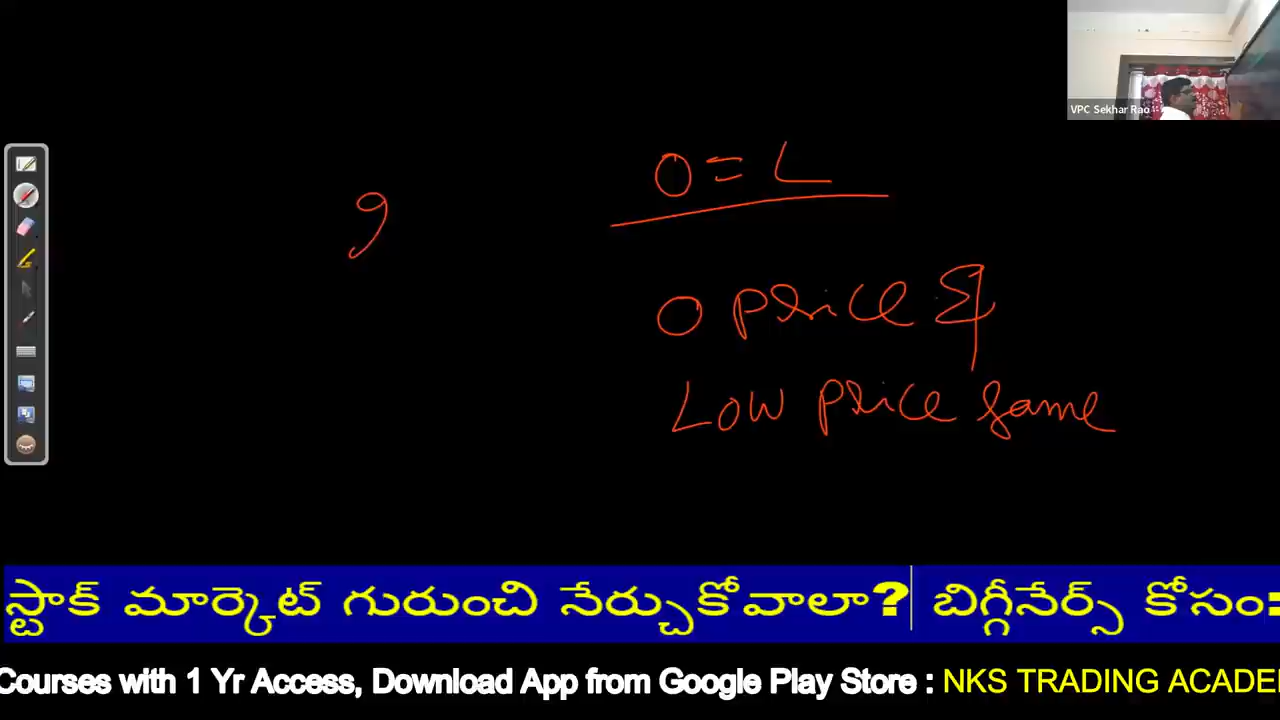 VPC Sekhar Rao
O = L
9
O price &
Low price same
స్టాక్ మార్కెట్ గురుంచి నేర్చుకోవాలా? బిగ్గీనేర్స్ కోసం:
Courses with 1 Yr Access, Download App from Google Play Store : NKS TRADING ACADE